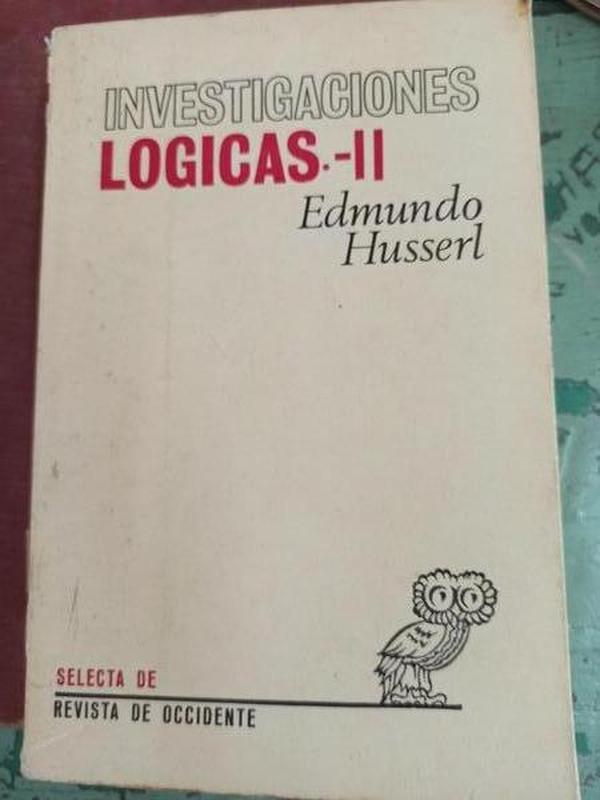 INVESTIGACIONES
LOGICAS.-II
Edmundo
Husserl
SELECTA DE
REVISTA DE OCCIDENTE